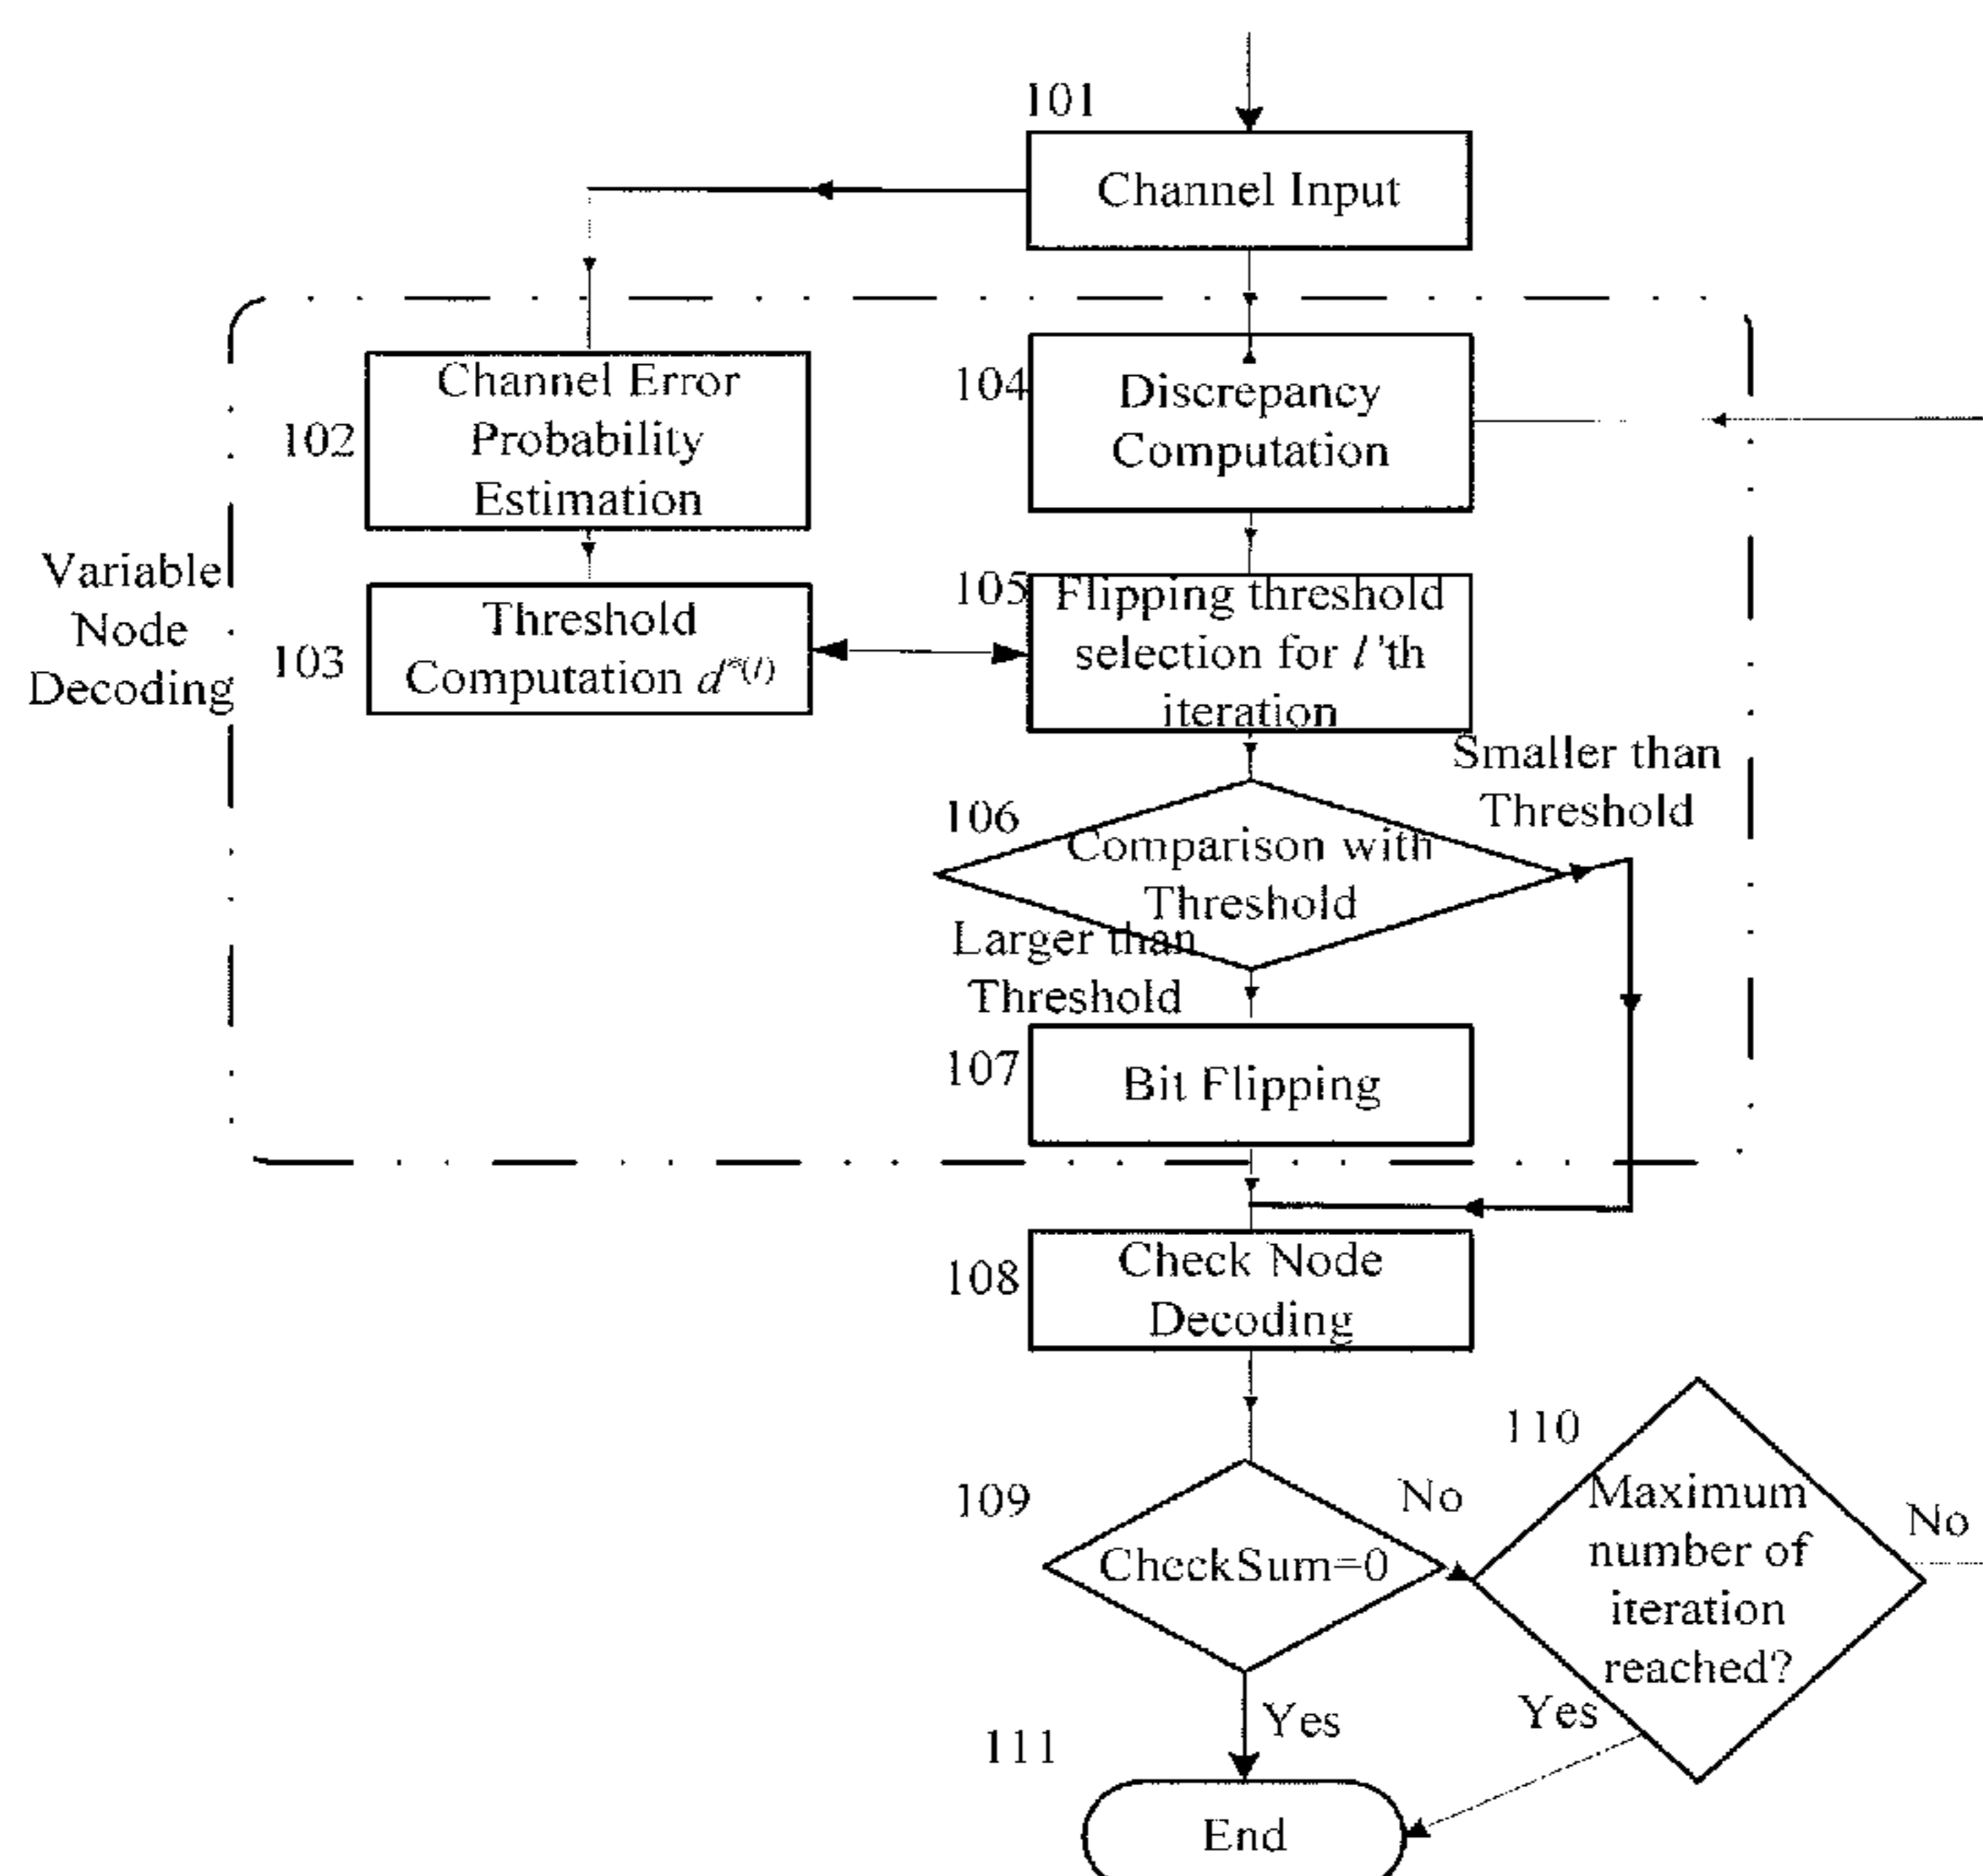 101
Channel Input
102
Channel Error
Probability
Estimation
104
Discrepancy
Computation
Variable
Node
Decoding
103
Threshold
Computation d*(l)
105
Flipping threshold
selection for l'th
iteration
106
Comparison with
Threshold
Smaller than
Threshold
Larger than
Threshold
107
Bit Flipping
108
Check Node
Decoding
109
CheckSum=0
No
110
Maximum
number of
iteration
reached?
No
Yes
Yes
111
End